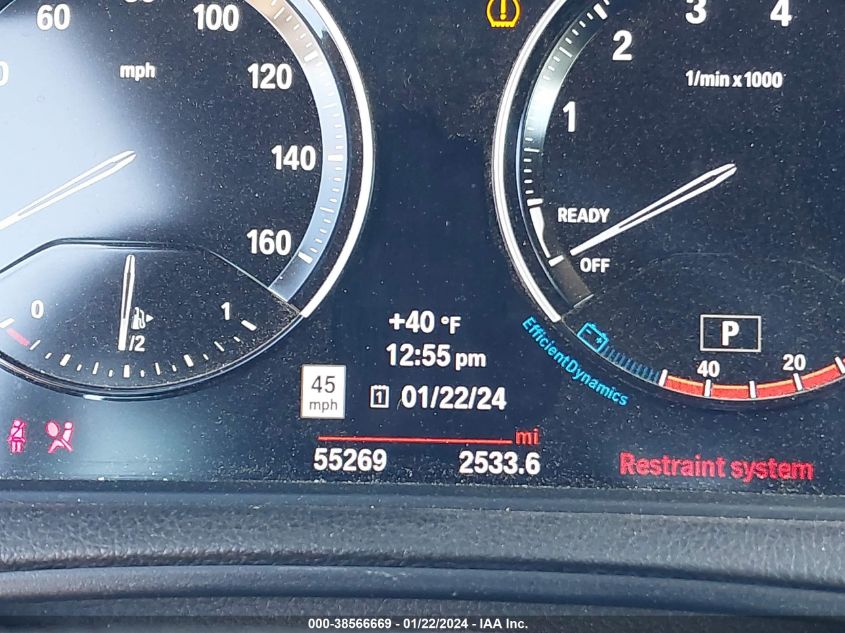 60
100
mph
120
140
160
0
1
1/2
2
3
4
1/min x 1000
1
READY
OFF
+40 °F
12:55 pm
45
mph
1 01/22/24
mi
55269 2533.6
EfficientDynamics
P
40
20
Restraint system
000-38566669 - 01/22/2024 - IAA Inc.